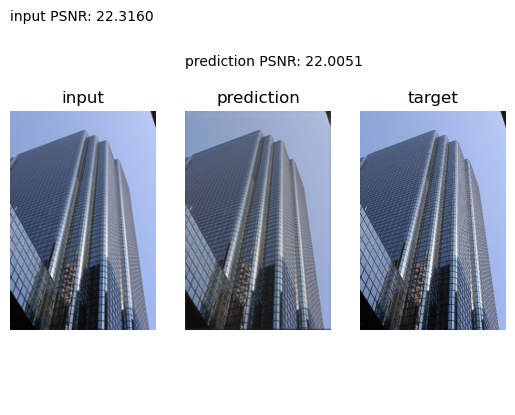 input PSNR: 22.3160
prediction PSNR: 22.0051
input
prediction
target